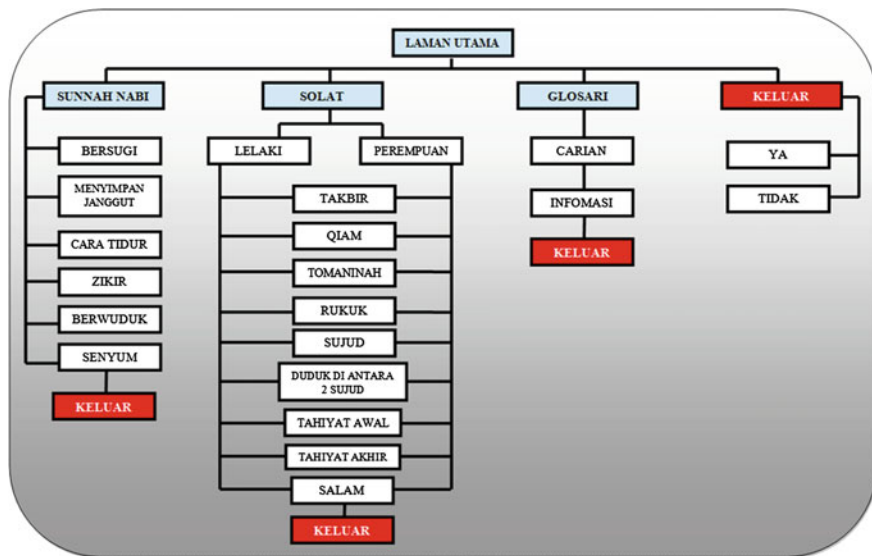 LAMAN UTAMA
SUNNAH NABI
SOLAT
GLOSARI
KELUAR
BERSUGI
MENYIMPAN
JANGGUT
CARA TIDUR
ZIKIR
BERWUDUK
SENYUM
KELUAR
LELAKI
PEREMPUAN
TAKBIR
QIAM
TOMANINAH
RUKUK
SUJUD
DUDUK DI ANTARA
2 SUJUD
TAHIYAT AWAL
TAHIYAT AKHIR
SALAM
KELUAR
CARIAN
INFOMASI
KELUAR
YA
TIDAK